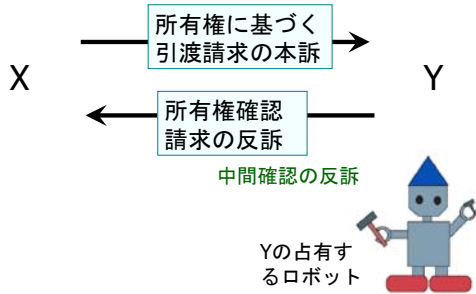 所有権に基づく
引渡請求の本訴
X
Y
所有権確認
請求の反訴
中間確認の反訴
Yの占有す
るロボット